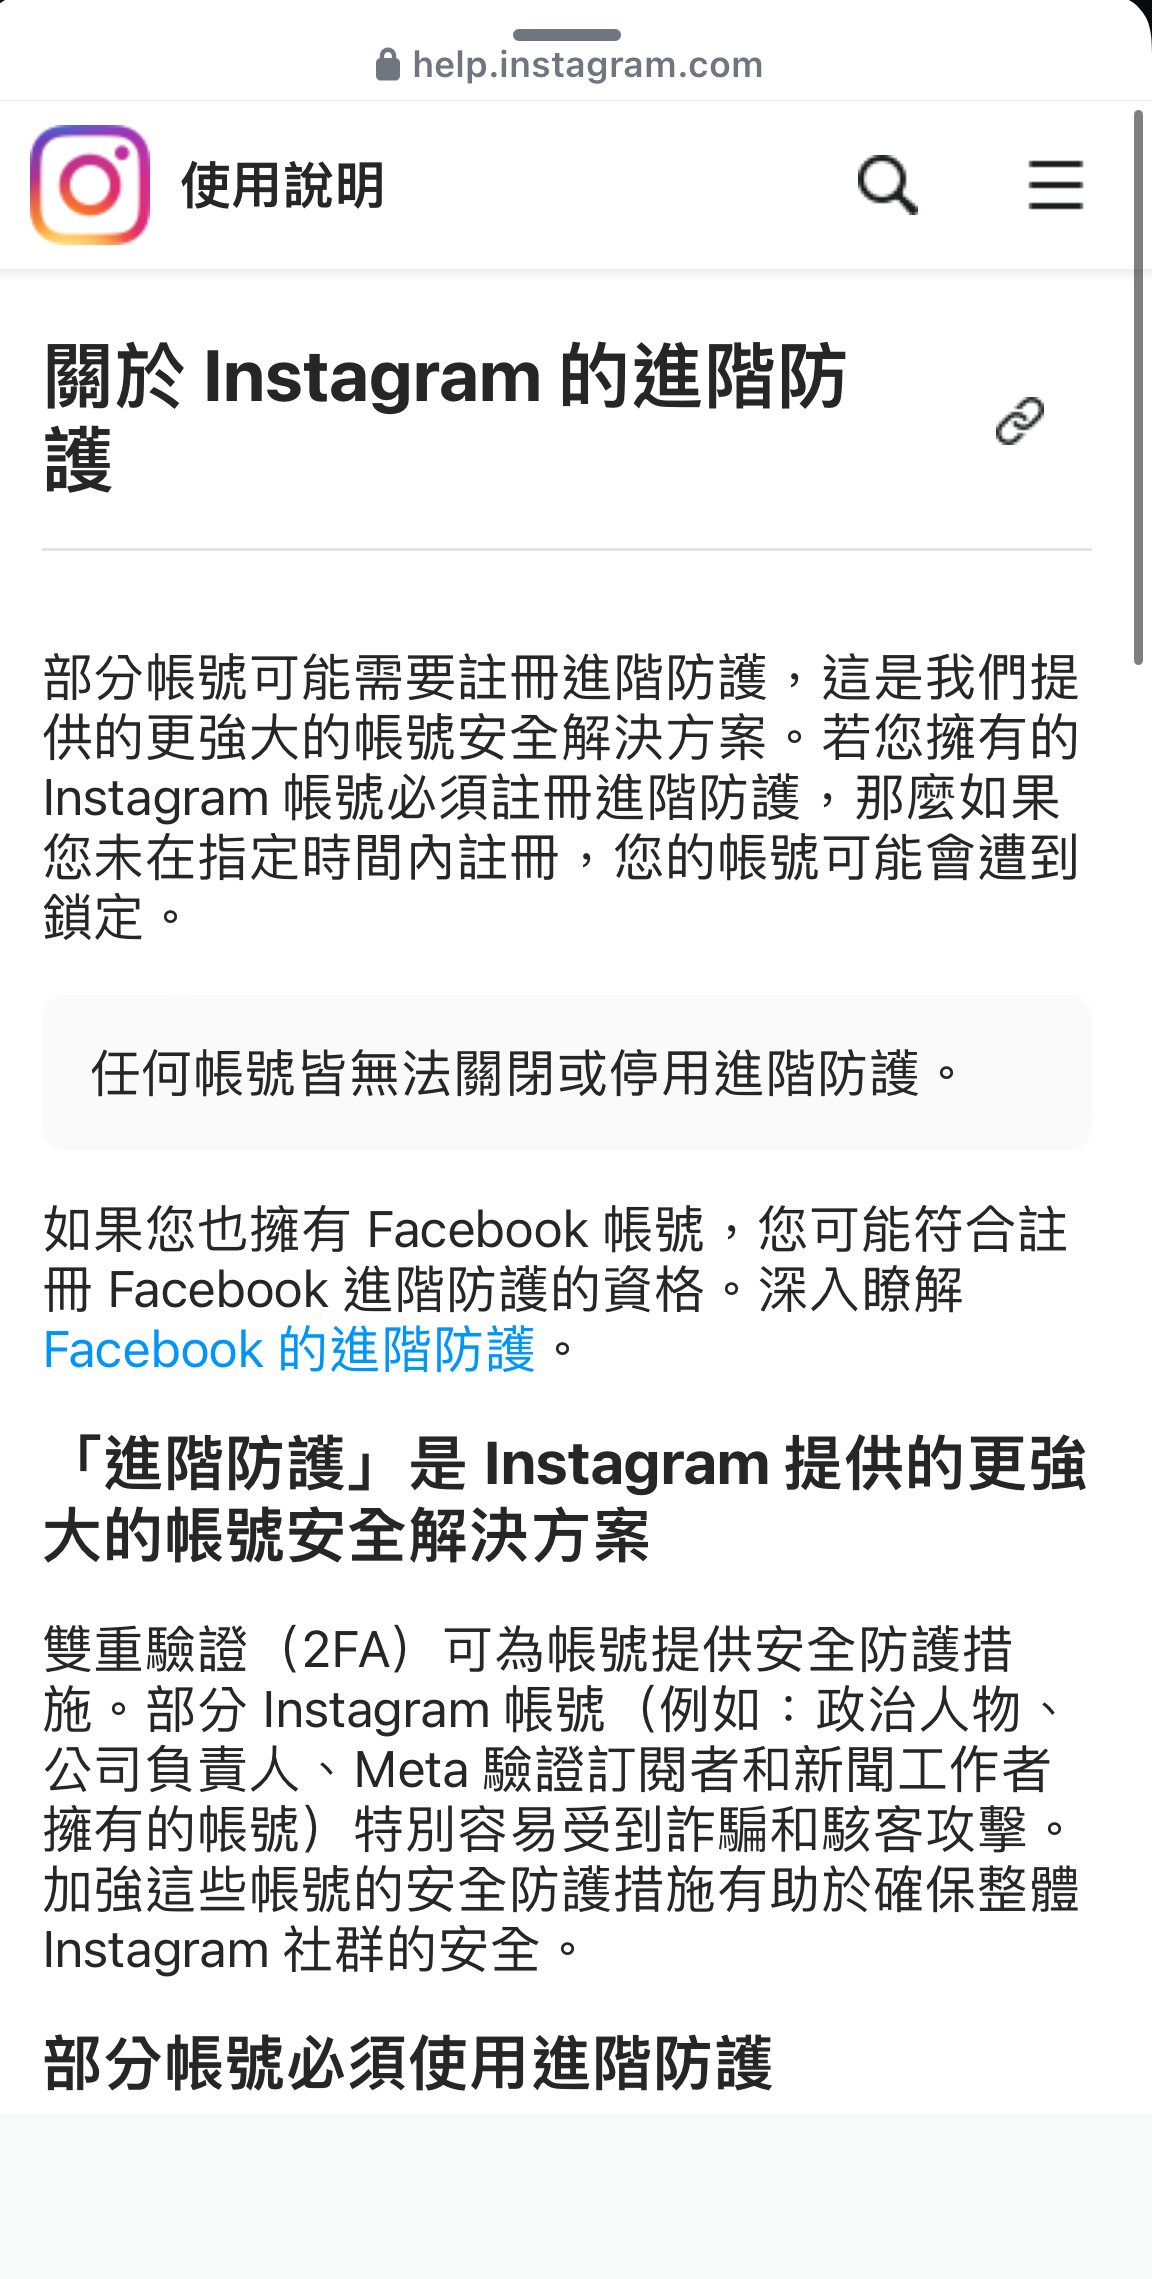 help.instagram.com
使用說明
關於 Instagram 的進階防
護
部分帳號可能需要註冊進階防護，這是我們提
供的更強大的帳號安全解決方案。若您擁有的
Instagram 帳號必須註冊進階防護，那麼如果
您未在指定時間內註冊，您的帳號可能會遭到
鎖定。
任何帳號皆無法關閉或停用進階防護。
如果您也擁有 Facebook 帳號，您可能符合註
冊 Facebook 進階防護的資格。深入瞭解
Facebook 的進階防護。
「進階防護」是 Instagram 提供的更強
大的帳號安全解決方案
雙重驗證（2FA）可為帳號提供安全防護措
施。部分 Instagram 帳號（例如：政治人物、
公司負責人、Meta 驗證訂閱者和新聞工作者
擁有的帳號）特別容易受到詐騙和駭客攻擊。
加強這些帳號的安全防護措施有助於確保整體
Instagram 社群的安全。
部分帳號必須使用進階防護